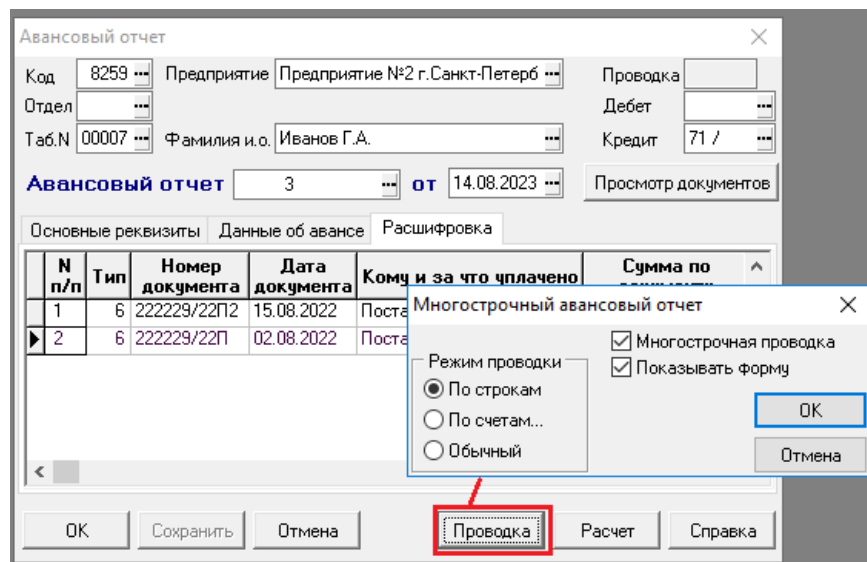 Авансовый отчет
Код 8259 ... Предприятие Предприятие №2 г.Санкт-Петерб ... Проводка
Отдел ... Дебет ...
Таб.N 00007 ... Фамилия и.о. Иванов Г.А. ... Кредит 71 / ...
Авансовый отчет 3 ... от 14.08.2023 ... Просмотр документов
Основные реквизиты Данные об авансе Расшифровка
N п/п Тип Номер документа Дата документа Кому и за что уплачено Сумма по
1 6 222229/22П2 15.08.2022 Поста
2 6 222229/22П 02.08.2022 Поста
Многострочный авансовый отчет
Режим проводки
По строкам
По счетам...
Обычный
Многострочная проводка
Показывать форму
OK
Отмена
OK Сохранить Отмена Проводка Расчет Справка